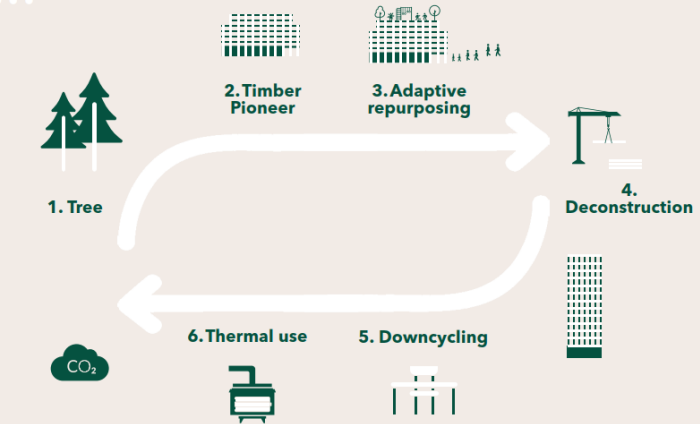 2. Timber
Pioneer
3. Adaptive
repurposing
1. Tree
4.
Deconstruction
6. Thermal use
5. Downcycling
CO₂